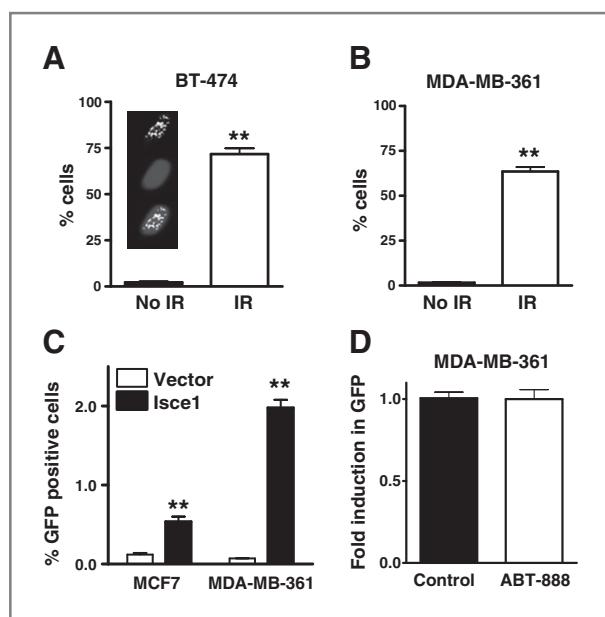 A
BT-474
100
75
50
25
0
% cells
**
No IR
IR
B
MDA-MB-361
100
75
50
25
0
% cells
**
No IR
IR
C
Vector
Isce1
2.0
1.0
0.0
% GFP positive cells
**
**
MCF7
MDA-MB-361
D
MDA-MB-361
1.0
0.5
0.0
Fold induction in GFP
Control
ABT-888